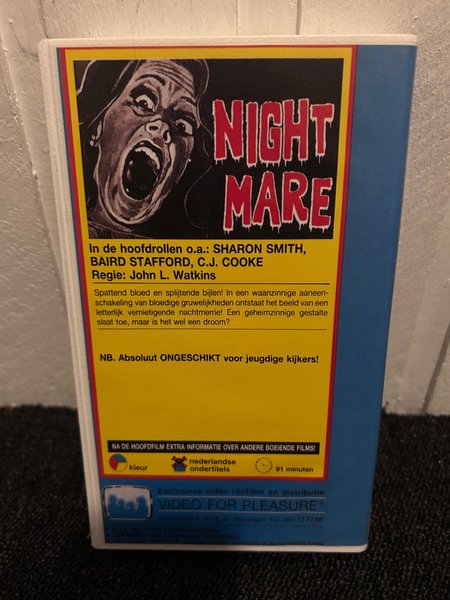 NIGHT
MARE
In de hoofdrollen o.a.: SHARON SMITH,
BAIRD STAFFORD, C.J. COOKE
Regie: John L. Watkins
Spattend bloed en splijtende bijlen! In een waanzinnige aaneen-
schakeling van bloedige gruwelijkheden ontstaat het beeld van een
letterlijk vernietigende nachtmerrie! Een geheimzinnige gestalte
slaat toe, maar is het wel een droom?
NB. Absoluut ONGESCHIKT voor jeugdige kijkers!
NA DE HOOFDFILM EXTRA INFORMATIE OVER ANDERE BOEIENDE FILMS!
kleur
nederlandse
ondertitels
91 minuten
Exclusieve video-rechten en distributie:
VIDEO FOR PLEASURE